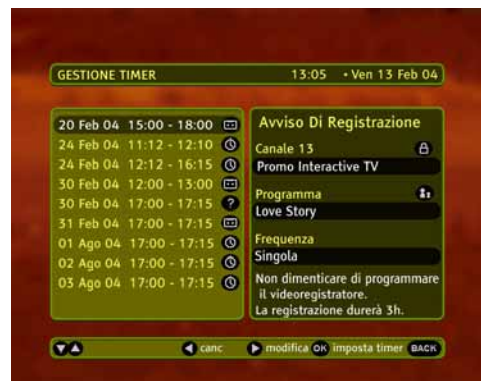 GESTIONE TIMER 13:05 • Ven 13 Feb 04
20 Feb 04 15:00 - 18:00
24 Feb 04 11:12 - 12:10
24 Feb 04 12:12 - 16:15
30 Feb 04 12:00 - 13:00
30 Feb 04 17:00 - 17:15 ?
31 Feb 04 17:00 - 17:15
01 Ago 04 17:00 - 17:15
02 Ago 04 17:00 - 17:15
03 Ago 04 17:00 - 17:15
Avviso Di Registrazione
Canale 13
Promo Interactive TV
Programma
Love Story
Frequenza
Singola
Non dimenticare di programmare
il videoregistratore.
La registrazione durerà 3h.
canc modifica OK imposta timer BACK